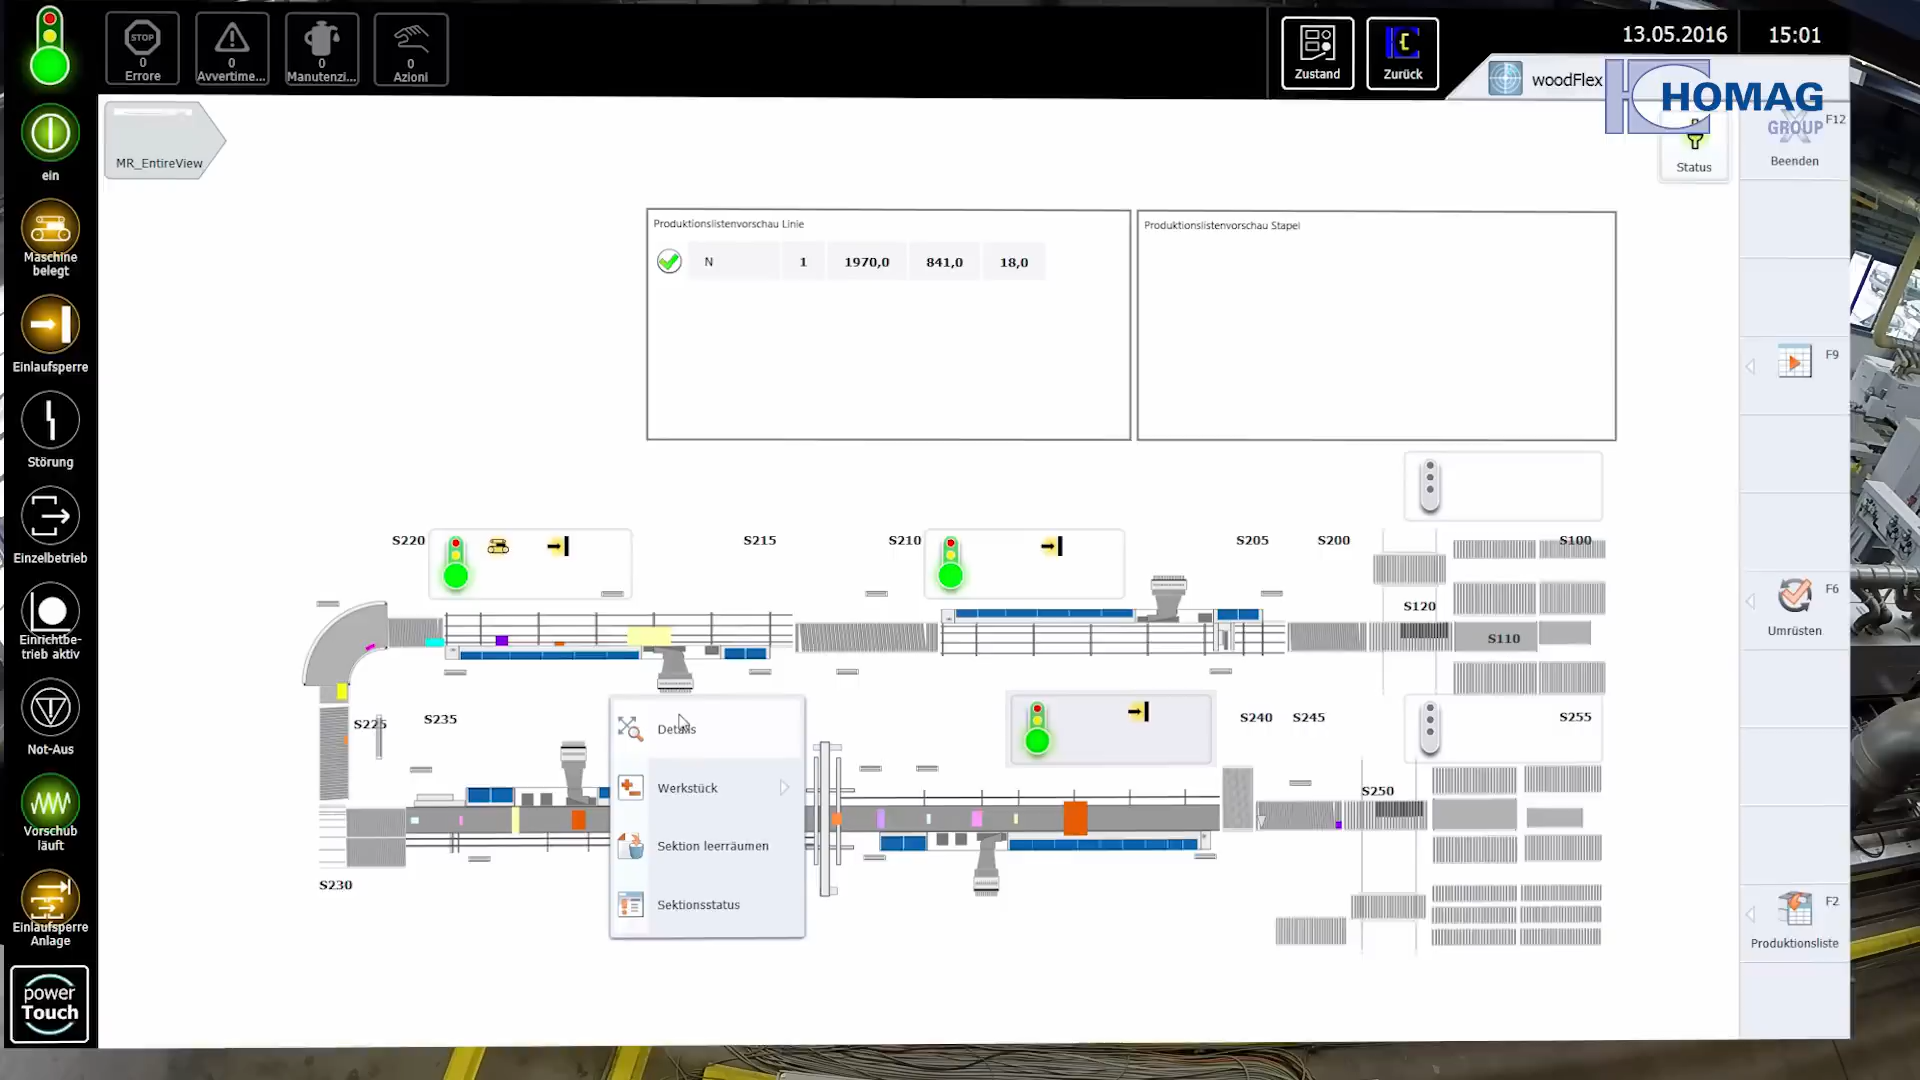 STOP
0
Errore
0
Avvertime...
0
Manutenzi...
0
Azioni
Zustand
Zurück
13.05.2016
15:01
woodFlex
HOMAG
GROUP
F12
Beenden
Status
MR_EntireView
ein
Maschine
belegt
Einlaufsperre
Störung
Einzelbetrieb
Einrichtbe-
trieb aktiv
Not-Aus
Vorschub
läuft
Einlaufsperre
Anlage
power
Touch
Produktionslistenvorschau Linie
N 1 1970,0 841,0 18,0
Produktionslistenvorschau Stapel
F9
F6
Umrüsten
F2
Produktionsliste
S220
S215
S210
S205
S200
S100
S120
S110
S225
S235
S240
S245
S255
S250
S230
Details
Werkstück
Sektion leerräumen
Sektionsstatus